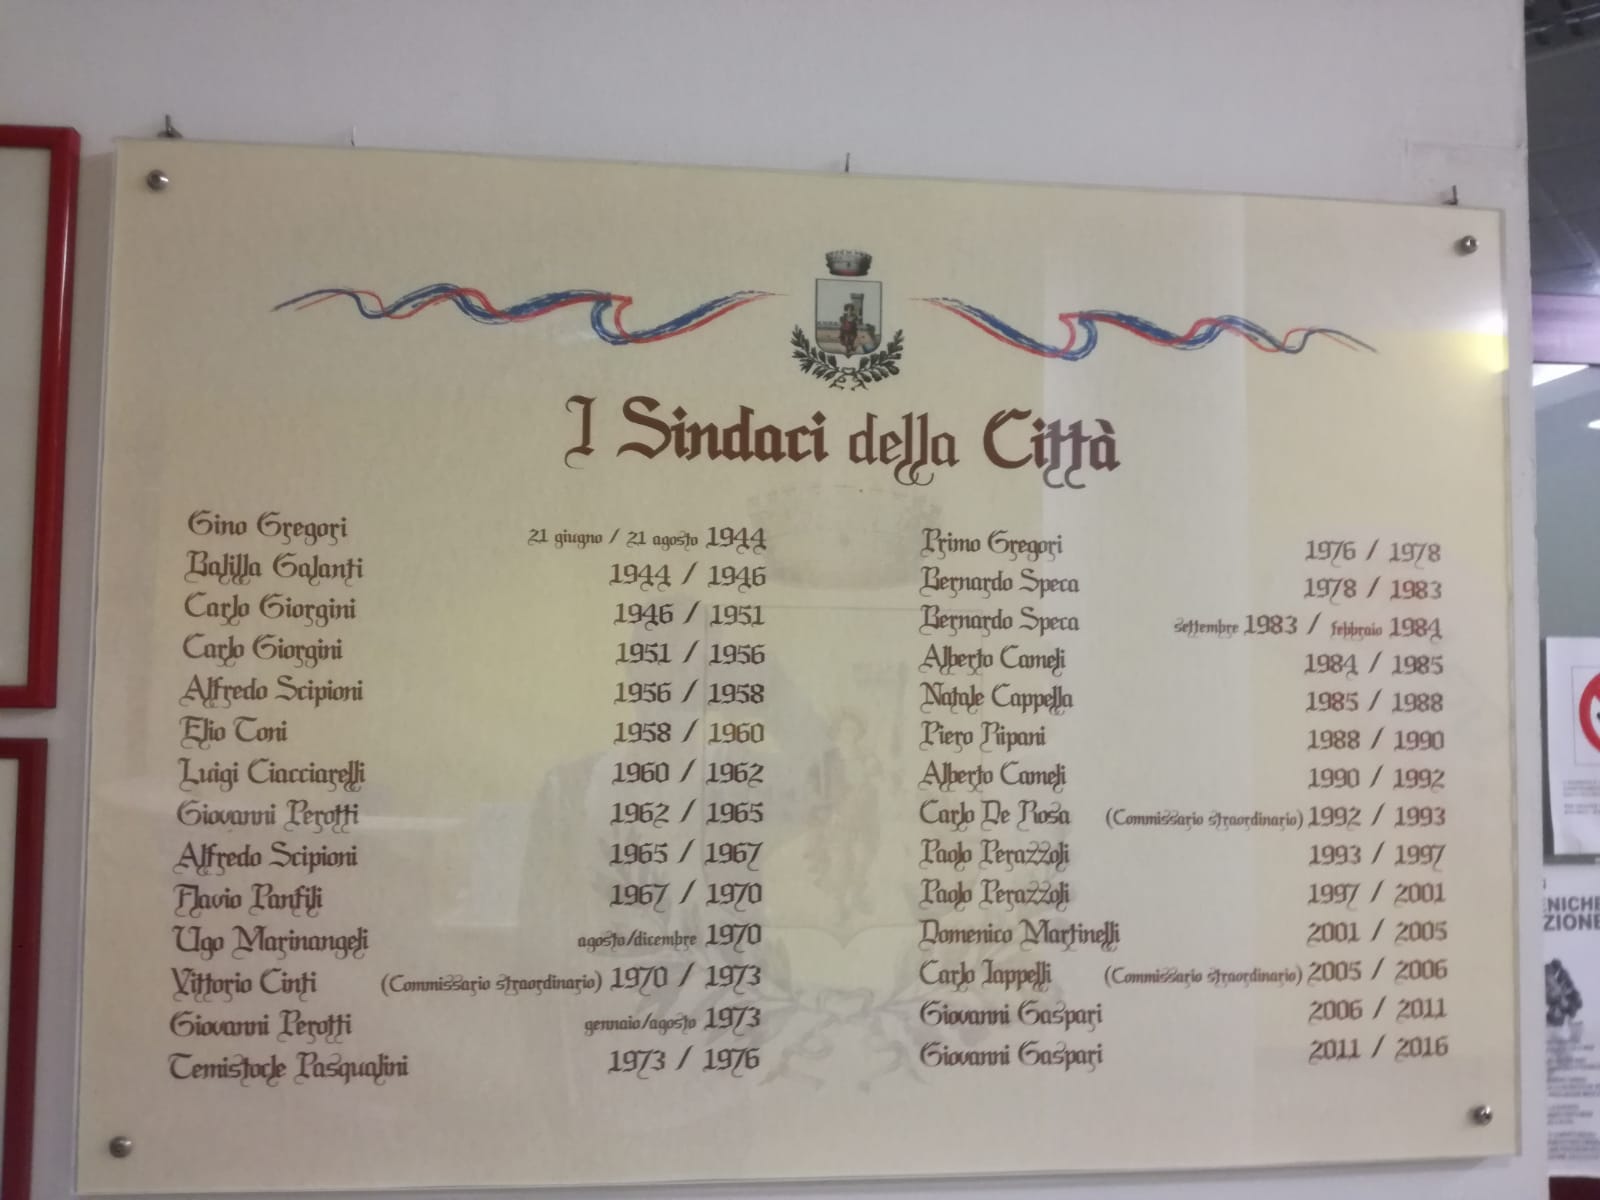 I Sindaci della Città
Gino Gregori 21 giugno / 21 agosto 1944
Balilla Galanti 1944 / 1946
Carlo Giorgini 1946 / 1951
Carlo Giorgini 1951 / 1956
Alfredo Scipioni 1956 / 1958
Elio Toni 1958 / 1960
Luigi Ciacciarelli 1960 / 1962
Giovanni Perotti 1962 / 1965
Alfredo Scipioni 1965 / 1967
Flavio Panfili 1967 / 1970
Ugo Marinangeli agosto/dicembre 1970
Vittorio Cinti (Commissario straordinario) 1970 / 1973
Giovanni Perotti gennaio/agosto 1973
Temistocle Pasqualini 1973 / 1976
Primo Gregori 1976 / 1978
Bernardo Speca 1978 / 1983
Bernardo Speca settembre 1983 / febbraio 1984
Alberto Cameli 1984 / 1985
Natale Cappella 1985 / 1988
Piero Ripani 1988 / 1990
Alberto Cameli 1990 / 1992
Carlo De Rosa (Commissario straordinario) 1992 / 1993
Paolo Perazzoli 1993 / 1997
Paolo Perazzoli 1997 / 2001
Domenico Martinelli 2001 / 2005
Carlo Iappelli (Commissario straordinario) 2005 / 2006
Giovanni Gaspari 2006 / 2011
Giovanni Gaspari 2011 / 2016
NICHE
ZIONE